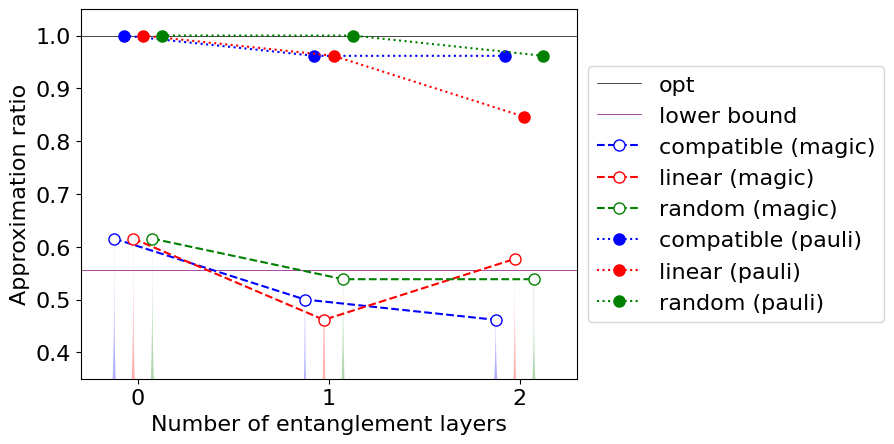 1.0
0.9
0.8
0.7
0.6
0.5
0.4
Approximation ratio
0 1 2
Number of entanglement layers
opt
lower bound
compatible (magic)
linear (magic)
random (magic)
compatible (pauli)
linear (pauli)
random (pauli)